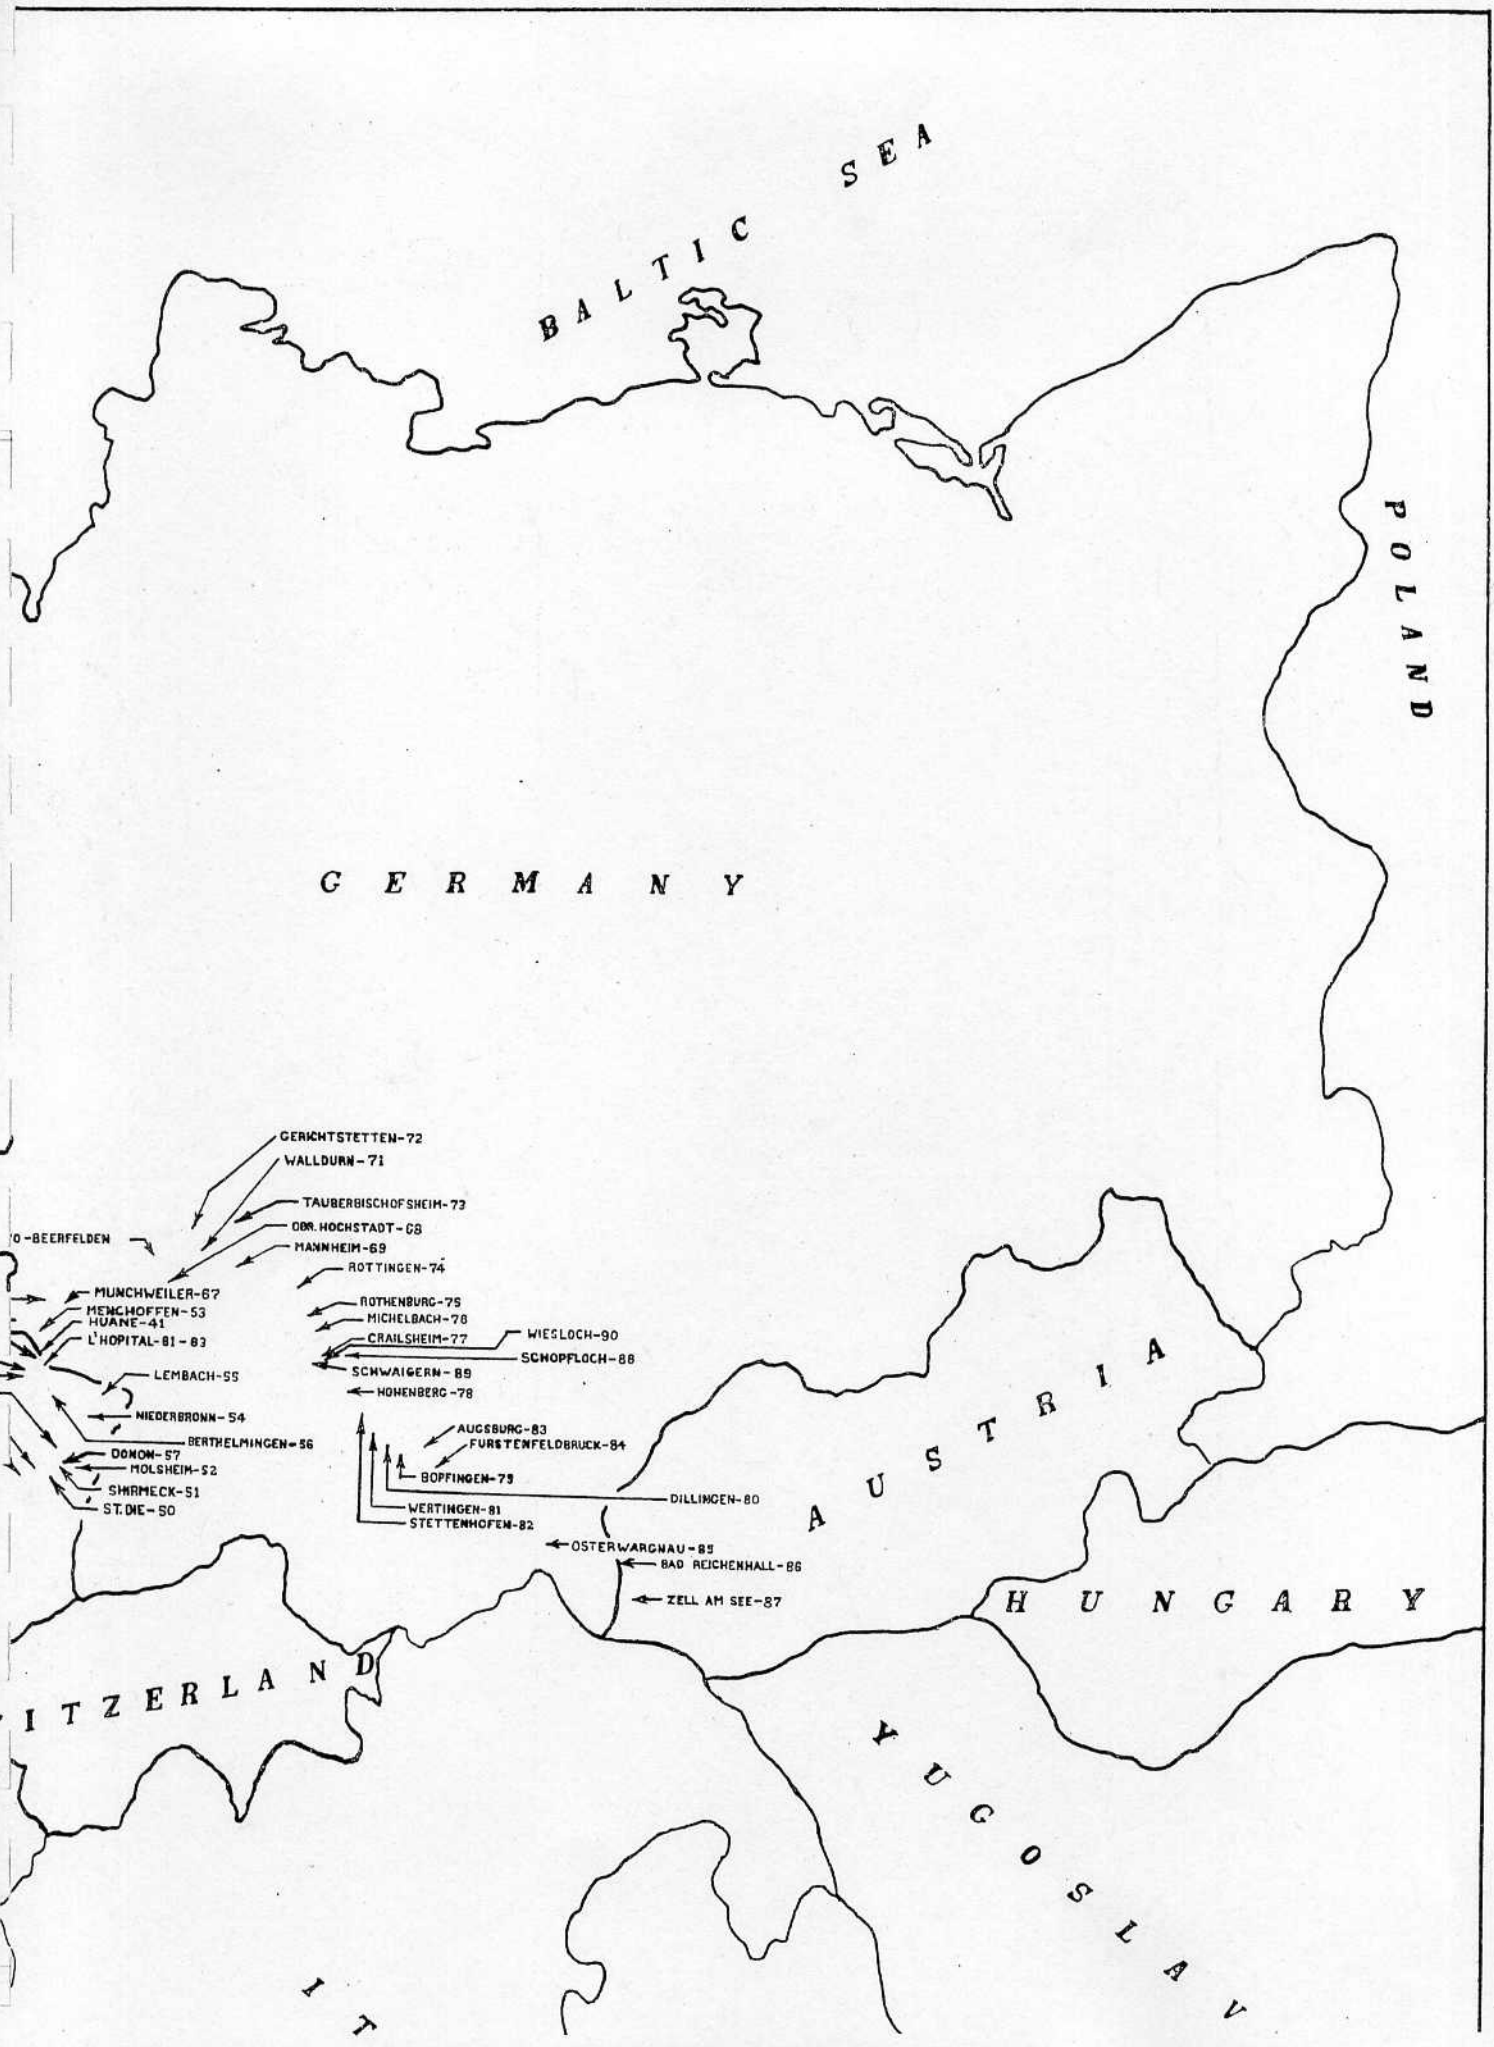 BALTIC SEA
POLAND
GERMANY
GERICHTSTETTEN-72
WALLDURN-71
TAUBERBISCHOFSHEIM-73
OBR. HOCHSTADT-68
O-BEERFELDEN
MANNHEIM-69
ROTTINGEN-74
MUNCHWEILER-67
ROTHENBURG-75
MENCHOFFEN-53
MICHELBACH-76
HUANE-41
L'HOPITAL-81-83
CRAILSHEIM-77
WIESLOCH-90
SCHOPFLOCH-88
LEMBACH-55
SCHWAIGERN-89
HOHENBERG-78
NIEDERBRONN-54
BERTHELMINGEN-56
AUGSBURG-83
FURSTENFELDBRUCK-84
DONON-57
MOLSHEIM-52
BOPFINGEN-79
SHIRMECK-51
DILLINGEN-80
ST. DIE-50
WERTINGEN-81
STETTENHOFEN-82
OSTERWARGNAU-85
BAD REICHENHALL-86
ZELL AM SEE-87
AUSTRIA
HUNGARY
ITZERLAND
YUGOSLAV
IT